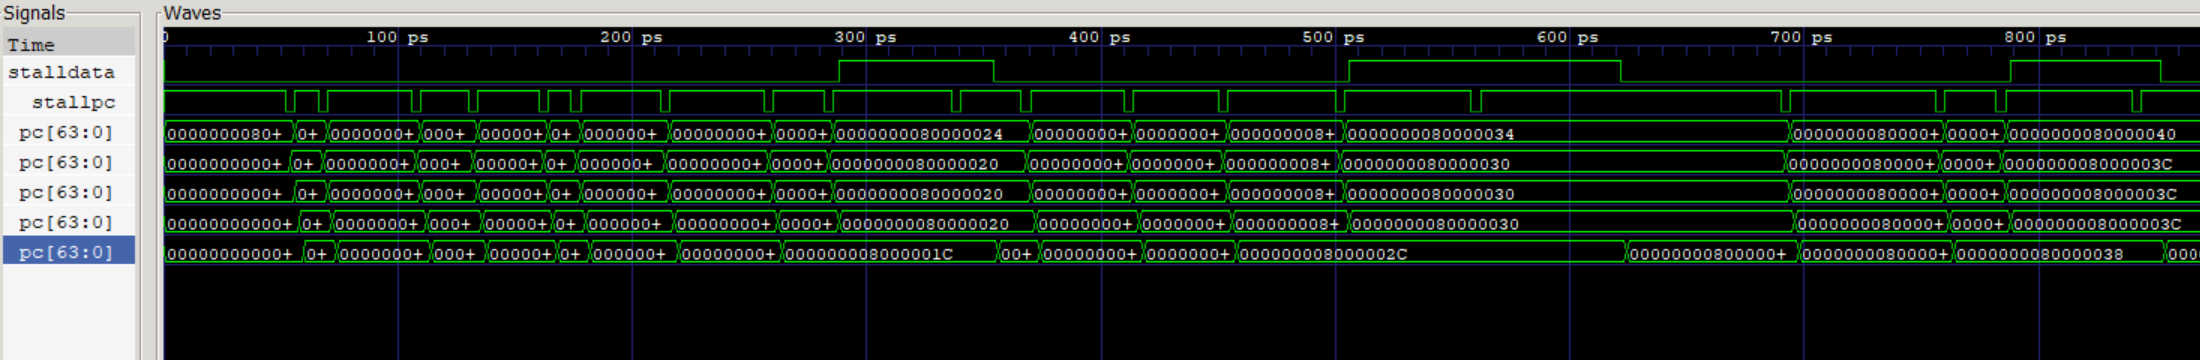 Signals Waves
Time 0 100 ps 200 ps 300 ps 400 ps 500 ps 600 ps 700 ps 800 ps
stalldata
stallpc
pc[63:0] 0000000080+ 0+ 0000000+ 000+ 00000+ 0+ 000000+ 00000000+ 0000+ 0000000080000024 00000000+ 0000000+ 000000008+ 0000000080000034 0000000080000+ 0000+ 0000000080000040
pc[63:0] 0000000000+ 0+ 0000000+ 000+ 00000+ 0+ 000000+ 00000000+ 0000+ 0000000080000020 00000000+ 0000000+ 000000008+ 0000000080000030 0000000080000+ 0000+ 000000008000003C
pc[63:0] 0000000000+ 0+ 0000000+ 000+ 00000+ 0+ 000000+ 00000000+ 0000+ 0000000080000020 00000000+ 0000000+ 000000008+ 0000000080000030 0000000080000+ 0000+ 000000008000003C
pc[63:0] 00000000000+ 0+ 0000000+ 000+ 00000+ 0+ 000000+ 00000000+ 0000+ 0000000080000020 00000000+ 0000000+ 000000008+ 0000000080000030 0000000080000+ 0000+ 000000008000003C
pc[63:0] 00000000000+ 0+ 0000000+ 000+ 00000+ 0+ 000000+ 00000000+ 000000008000001C 00+ 00000000+ 0000000+ 000000008000002C 00000000800000+ 0000000080000+ 0000000080000038 000